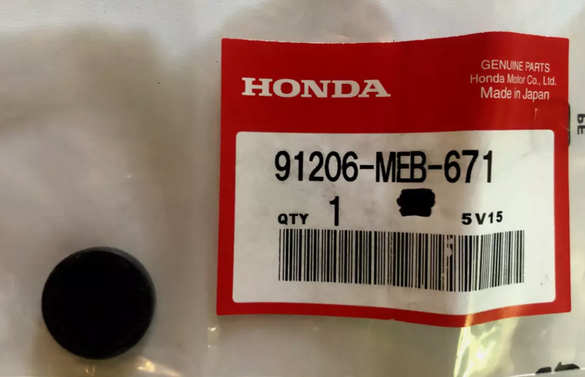 HONDA
GENUINE PARTS
Honda Motor Co., Ltd.
Made in Japan
91206-MEB-671
QTY 1
5V15